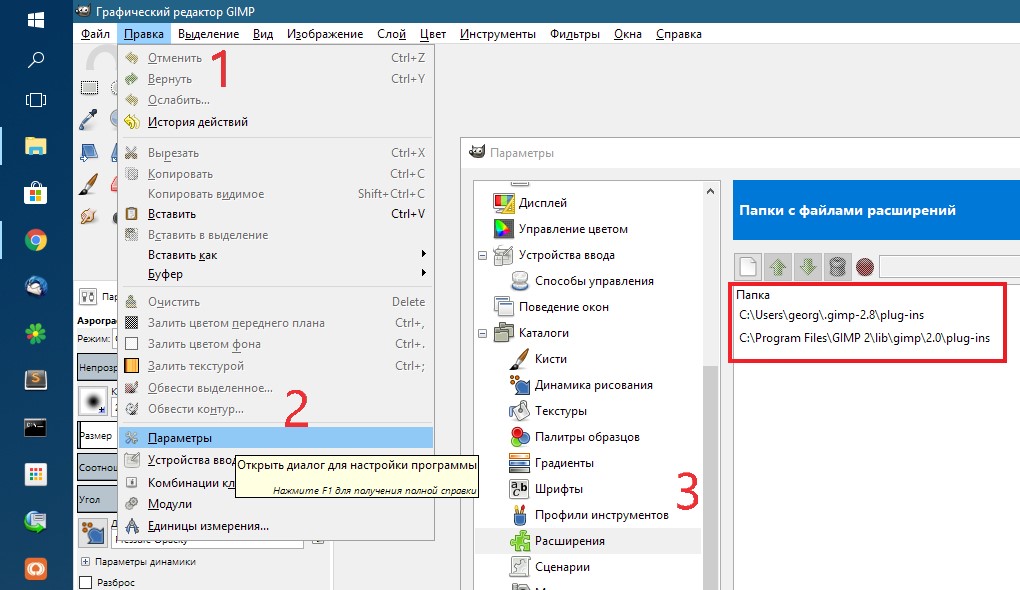 Графический редактор GIMP
Файл Правка Выделение Вид Изображение Слой Цвет Инструменты Фильтры Окна Справка
1
Отменить Ctrl+Z
Вернуть Ctrl+Y
Ослабить...
История действий
Вырезать Ctrl+X
Копировать Ctrl+C
Копировать видимое Shift+Ctrl+C
Вставить Ctrl+V
Вставить в выделение
Вставить как
Буфер
Очистить Delete
Залить цветом переднего плана Ctrl+,
Залить цветом фона Ctrl+.
Залить текстурой Ctrl+;
Обвести выделенное...
Обвести контур...
2
Параметры
Устройства ввод
Комбинации кл
Модули
Единицы измерения...
Открыть диалог для настройки программы
Нажмите F1 для получения полной справки
Пар
Аэрограф
Режим:
Непрозр
Размер
Соотно
Угол
Pressure Opacity
Параметры динамики
Разброс
Параметры
Дисплей
Управление цветом
Устройства ввода
Способы управления
Поведение окон
Каталоги
Кисти
Динамика рисования
Текстуры
Палитры образцов
Градиенты
Шрифты
3
Профили инструментов
Расширения
Сценарии
Папки с файлами расширений
Папка
C:\Users\georg\.gimp-2.8\plug-ins
C:\Program Files\GIMP 2\lib\gimp\2.0\plug-ins